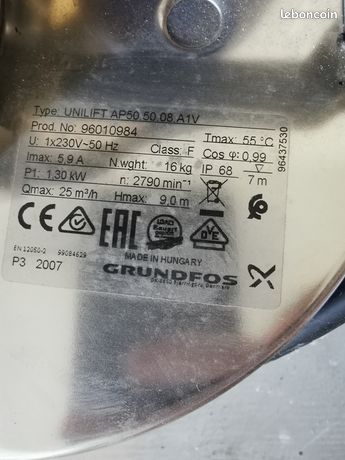 leboncoin
Type: UNILIFT AP50.50.08.A1V
Prod. No: 96010984
U: 1x230V~50 Hz Class: F
Tmax: 55 °C
Imax: 5,9 A N wght: 16 kg
Cos φ: 0,99
P1: 1,30 kW n: 2790 min⁻¹
IP 68 7 m
Qmax: 25 m³/h Hmax: 9,0 m
96437530
CE EAC
EN 12050-2 99084629
P3 2007
MADE IN HUNGARY
GRUNDFOS